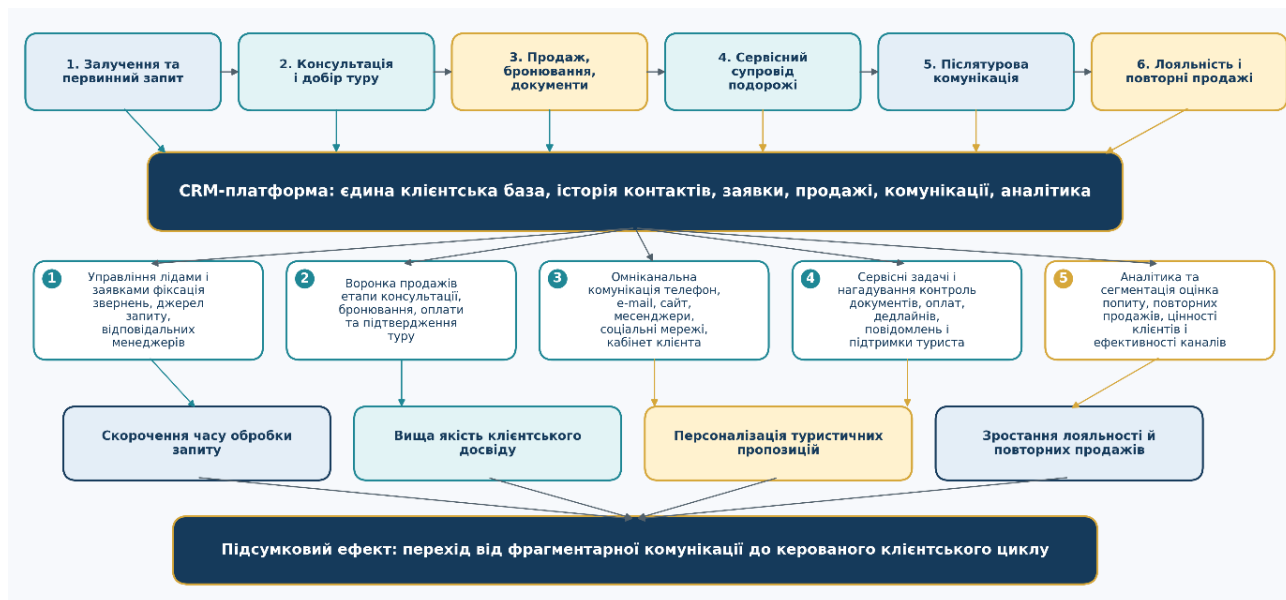 1. Залучення та
первинний запит
2. Консультація
і добір туру
3. Продаж,
бронювання,
документи
4. Сервісний
супровід
подорожі
5. Післятурова
комунікація
6. Лояльність і
повторні продажі
CRM-платформа: єдина клієнтська база, історія контактів, заявки, продажі, комунікації, аналітика
1
Управління лідами і
заявками фіксація
звернень, джерел
запиту,
відповідальних
менеджерів
2
Воронка продажів
етапи консультації,
бронювання, оплати
та підтвердження
туру
3
Омніканальна
комунікація телефон,
e-mail, сайт,
месенджери,
соціальні мережі,
кабінет клієнта
4
Сервісні задачі і
нагадування контроль
документів, оплат,
дедлайнів,
повідомлень і
підтримки туриста
5
Аналітика та
сегментація оцінка
попиту, повторних
продажів, цінності
клієнтів і
ефективності каналів
Скорочення часу обробки
запиту
Вища якість клієнтського
досвіду
Персоналізація туристичних
пропозицій
Зростання лояльності й
повторних продажів
Підсумковий ефект: перехід від фрагментарної комунікації до керованого клієнтського циклу